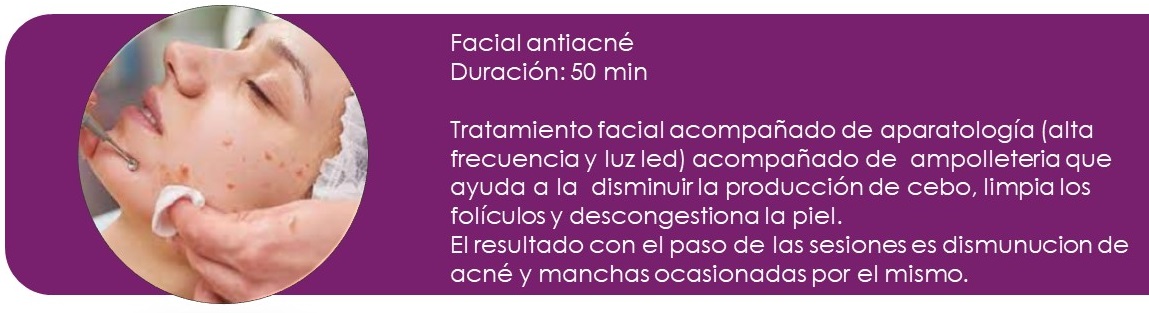 Facial antiacné
Duración: 50 min
Tratamiento facial acompañado de aparatología (alta
frecuencia y luz led) acompañado de ampolleteria que
ayuda a la disminuir la producción de cebo, limpia los
folículos y descongestiona la piel.
El resultado con el paso de las sesiones es dismunucion de
acné y manchas ocasionadas por el mismo.